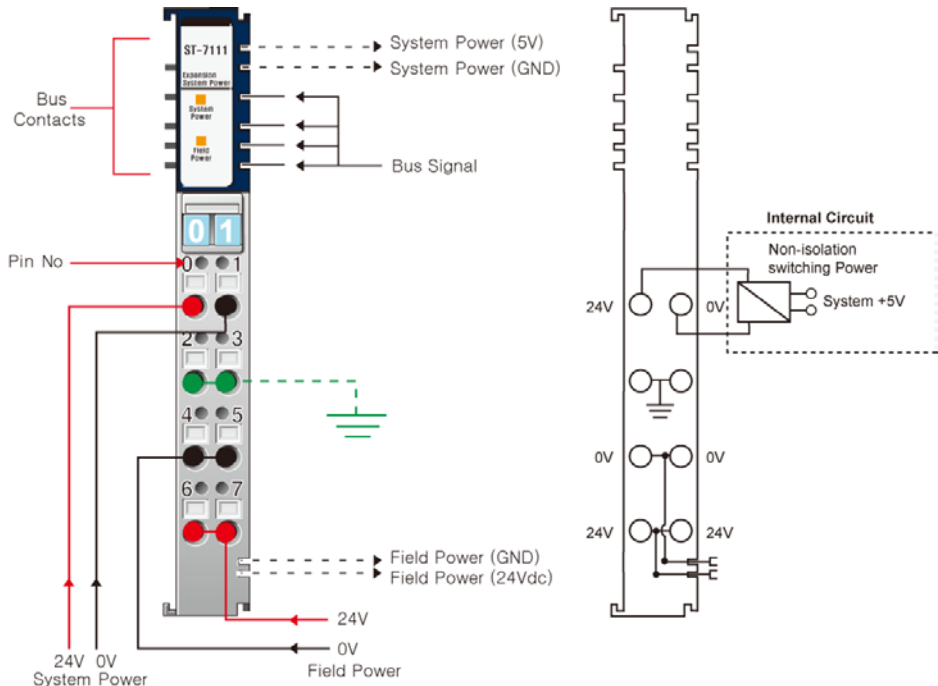 ST-7111
Expansion
System Power
System
Power
Field
Power
Bus
Contacts
System Power (5V)
System Power (GND)
Bus Signal
01
Pin No
0 1
2 3
4 5
6 7
Field Power (GND)
Field Power (24Vdc)
24V
0V
Field Power
24V 0V
System Power
Internal Circuit
Non-isolation
switching Power
System +5V
24V 0V
0V 0V
24V 24V